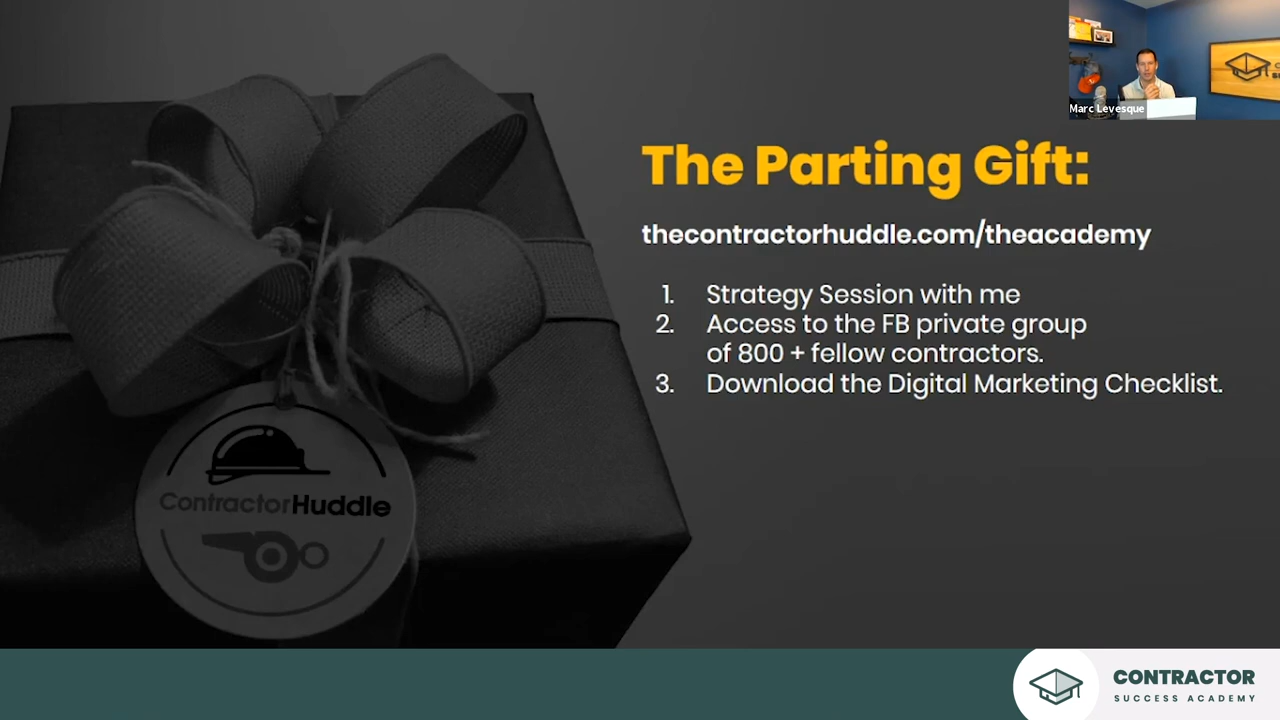 Marc Levesque
The Parting Gift:
thecontractorhuddle.com/theacademy
1. Strategy Session with me
2. Access to the FB private group
of 800 + fellow contractors.
3. Download the Digital Marketing Checklist.
ContractorHuddle
CONTRACTOR
SUCCESS ACADEMY